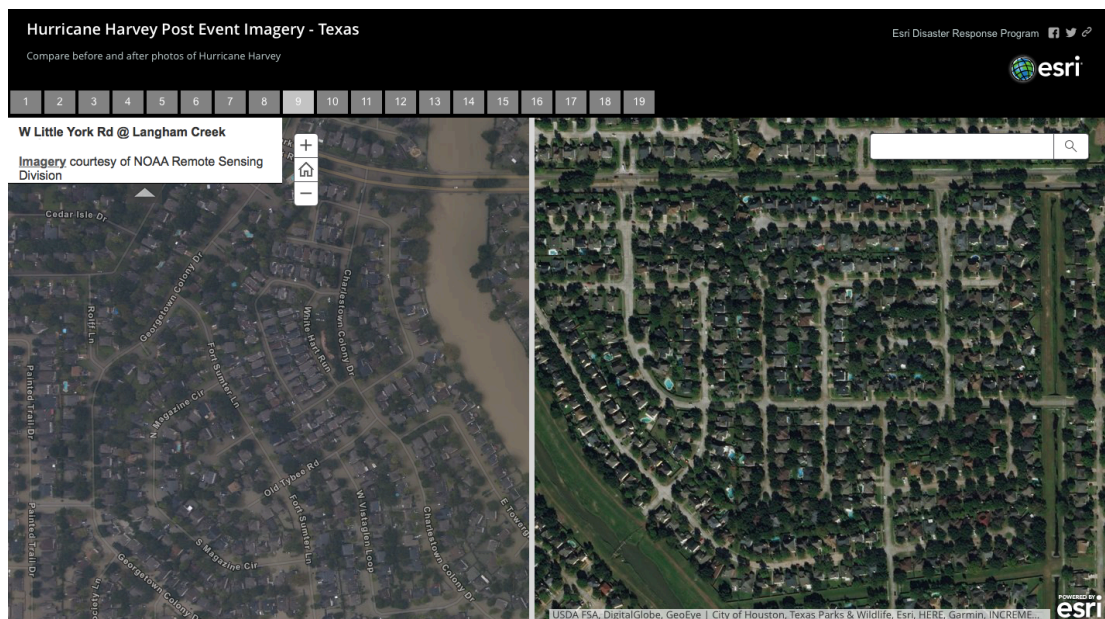 Hurricane Harvey Post Event Imagery - Texas
Compare before and after photos of Hurricane Harvey
Esri Disaster Response Program
esri
1 2 3 4 5 6 7 8 9 10 11 12 13 14 15 16 17 18 19
W Little York Rd @ Langham Creek
Imagery courtesy of NOAA Remote Sensing
Division
+
−
Cedar Isle Dr
Georgetown Colony Dr
Rolff Ln
Charlestown Colony Dr
White Hart Run
Fort Sumter Ln
Painted Trail Dr
N Magazine Cir
Old Tybee Rd
Fort Sumter Ln
W Vistaglen Loop
Charlestown Colony Dr
Painted Trail Dr
S Magazine Cir
Georgetown Colony D
USDA FSA, DigitalGlobe, GeoEye | City of Houston, Texas Parks & Wildlife, Esri, HERE, Garmin, INCREME...
POWERED BY
esri